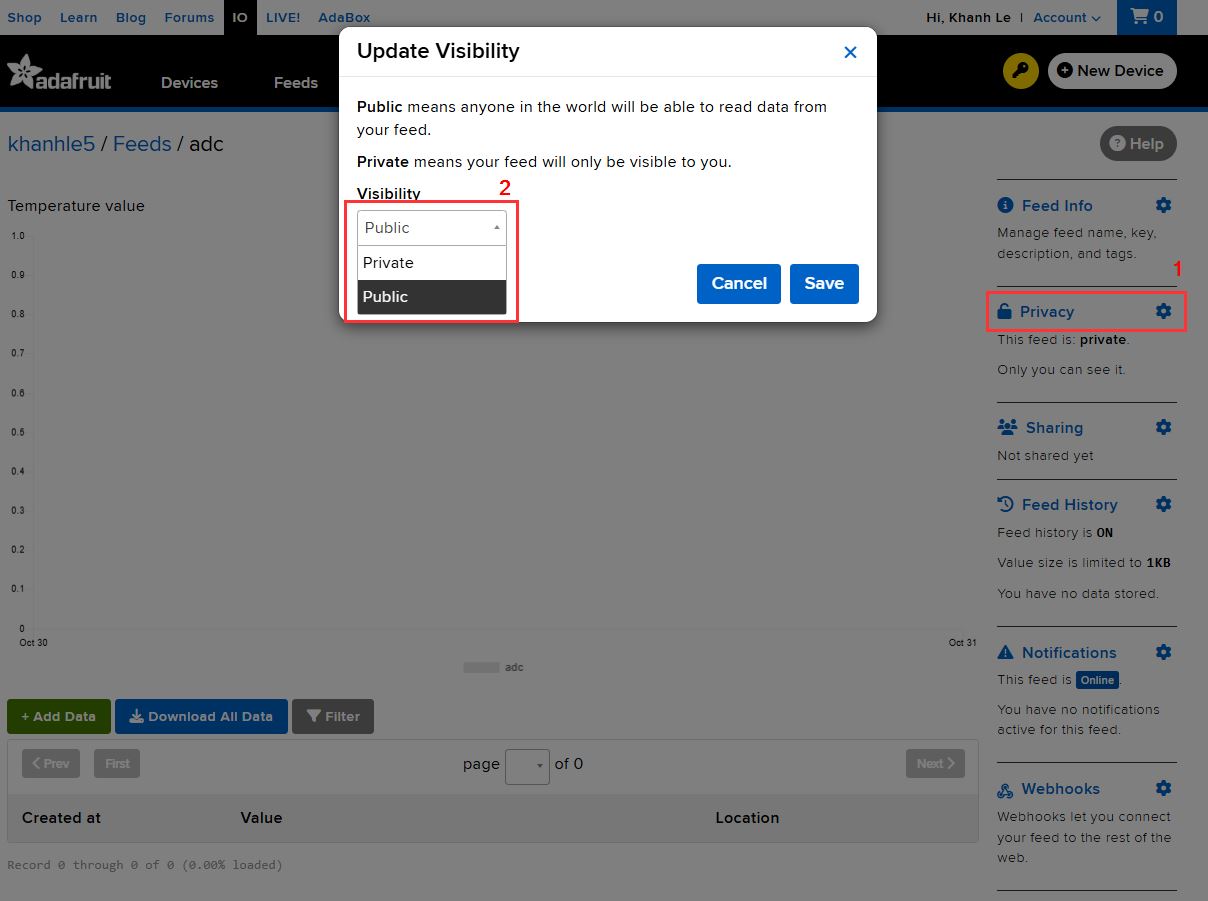 Shop Learn Blog Forums IO LIVE! AdaBox Hi, Khanh Le | Account 0
adafruit Devices Feeds New Device
Update Visibility
Public means anyone in the world will be able to read data from
your feed.
Private means your feed will only be visible to you.
Visibility
2
Public
Private
Public
Cancel Save
khanhle5 / Feeds / adc
? Help
Temperature value
1.0
0.9
0.8
0.7
0.6
0.5
0.4
0.3
0.2
0.1
0
Oct 30 Oct 31
adc
Feed Info
Manage feed name, key,
description, and tags.
1
Privacy
This feed is: private.
Only you can see it.
Sharing
Not shared yet
Feed History
Feed history is ON
Value size is limited to 1KB
You have no data stored.
Notifications
This feed is Online.
You have no notifications
active for this feed.
Webhooks
Webhooks let you connect
your feed to the rest of the
web.
+ Add Data Download All Data Filter
Prev First page of 0 Next
Created at Value Location
Record 0 through 0 of 0 (0.00% loaded)